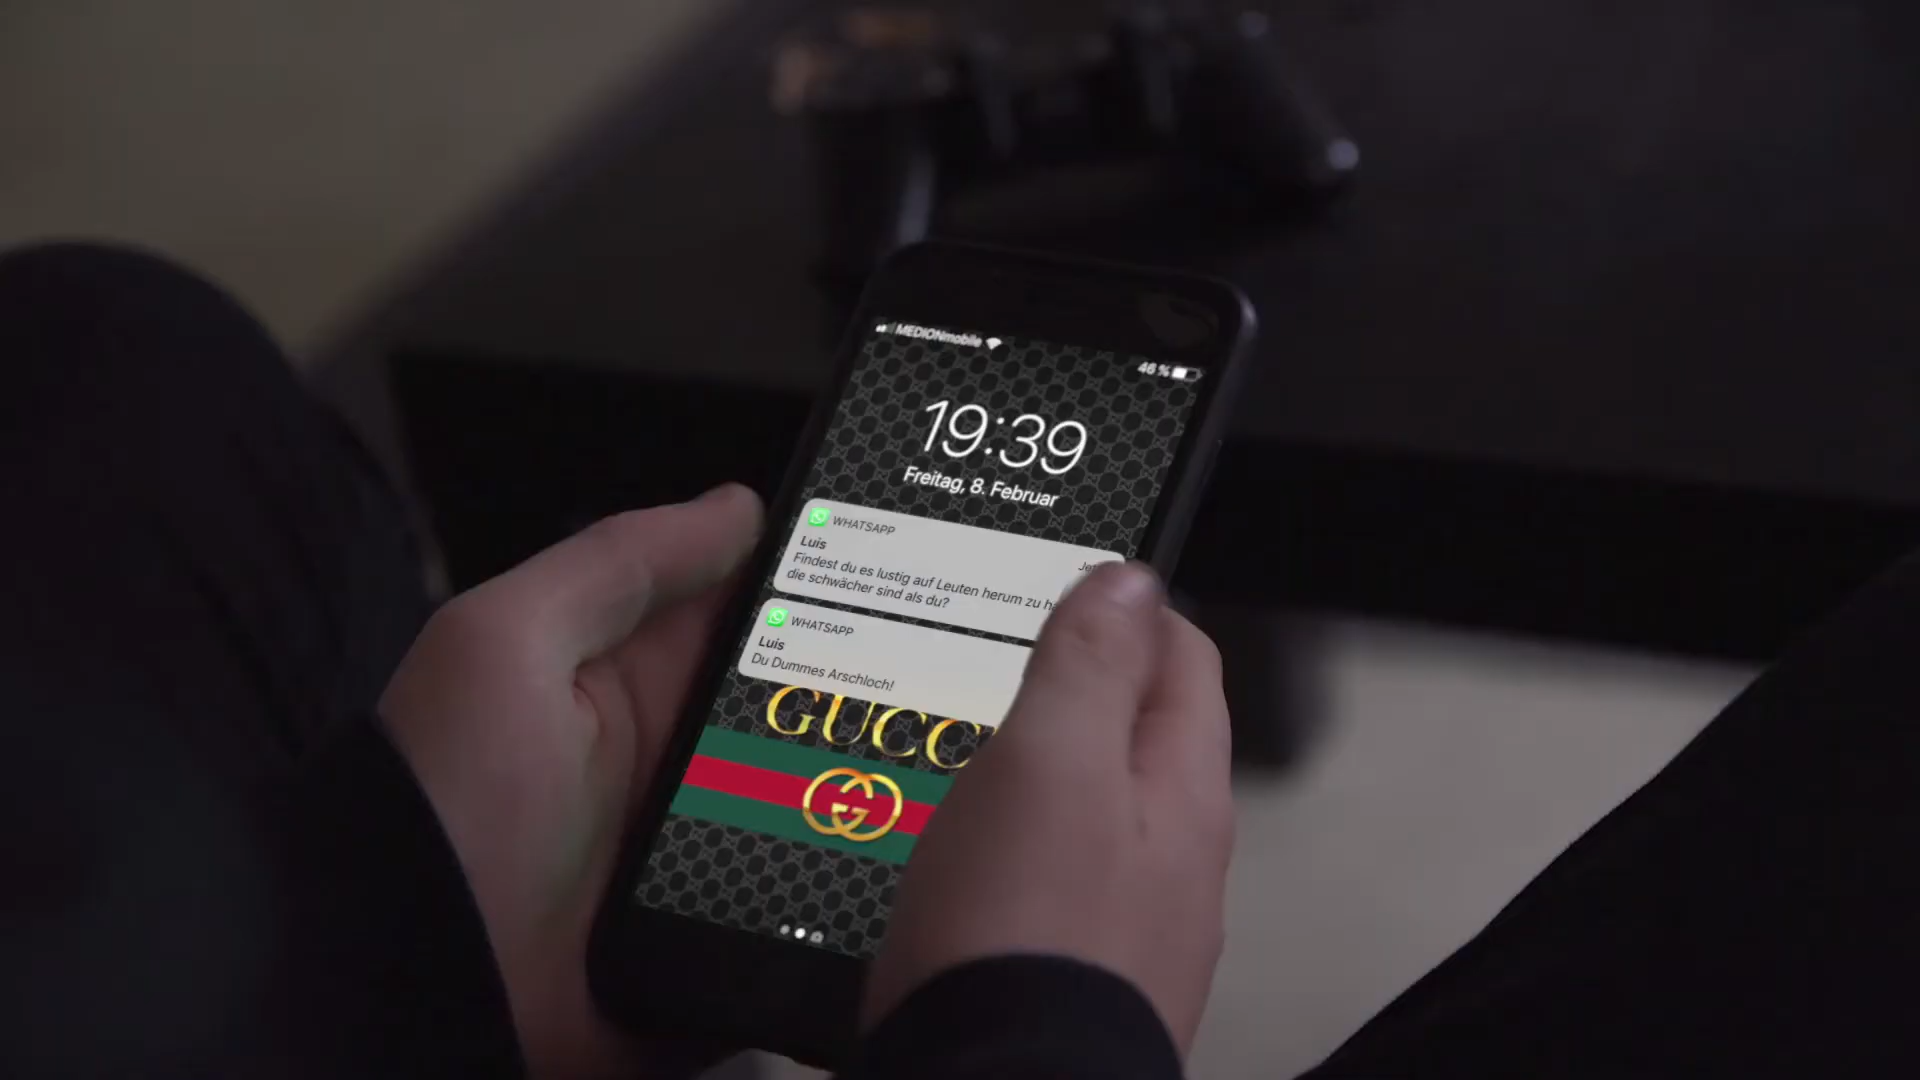 MEDIONmobile
46 %
19:39
Freitag, 8. Februar
WHATSAPP
Luis
Findest du es lustig auf Leuten herum zu
die schwächer sind als du?
WHATSAPP
Luis
Du Dummes Arschloch!
GUCC